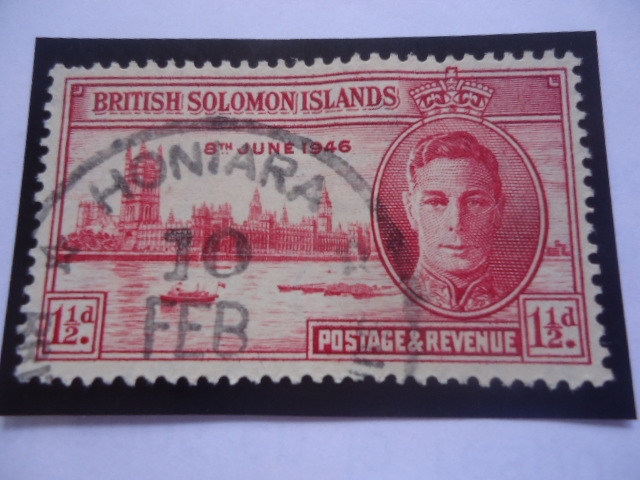 BRITISH SOLOMON ISLANDS
8TH JUNE 1946
HONIARA
10
FEB
1½d.
POSTAGE & REVENUE
1½d.